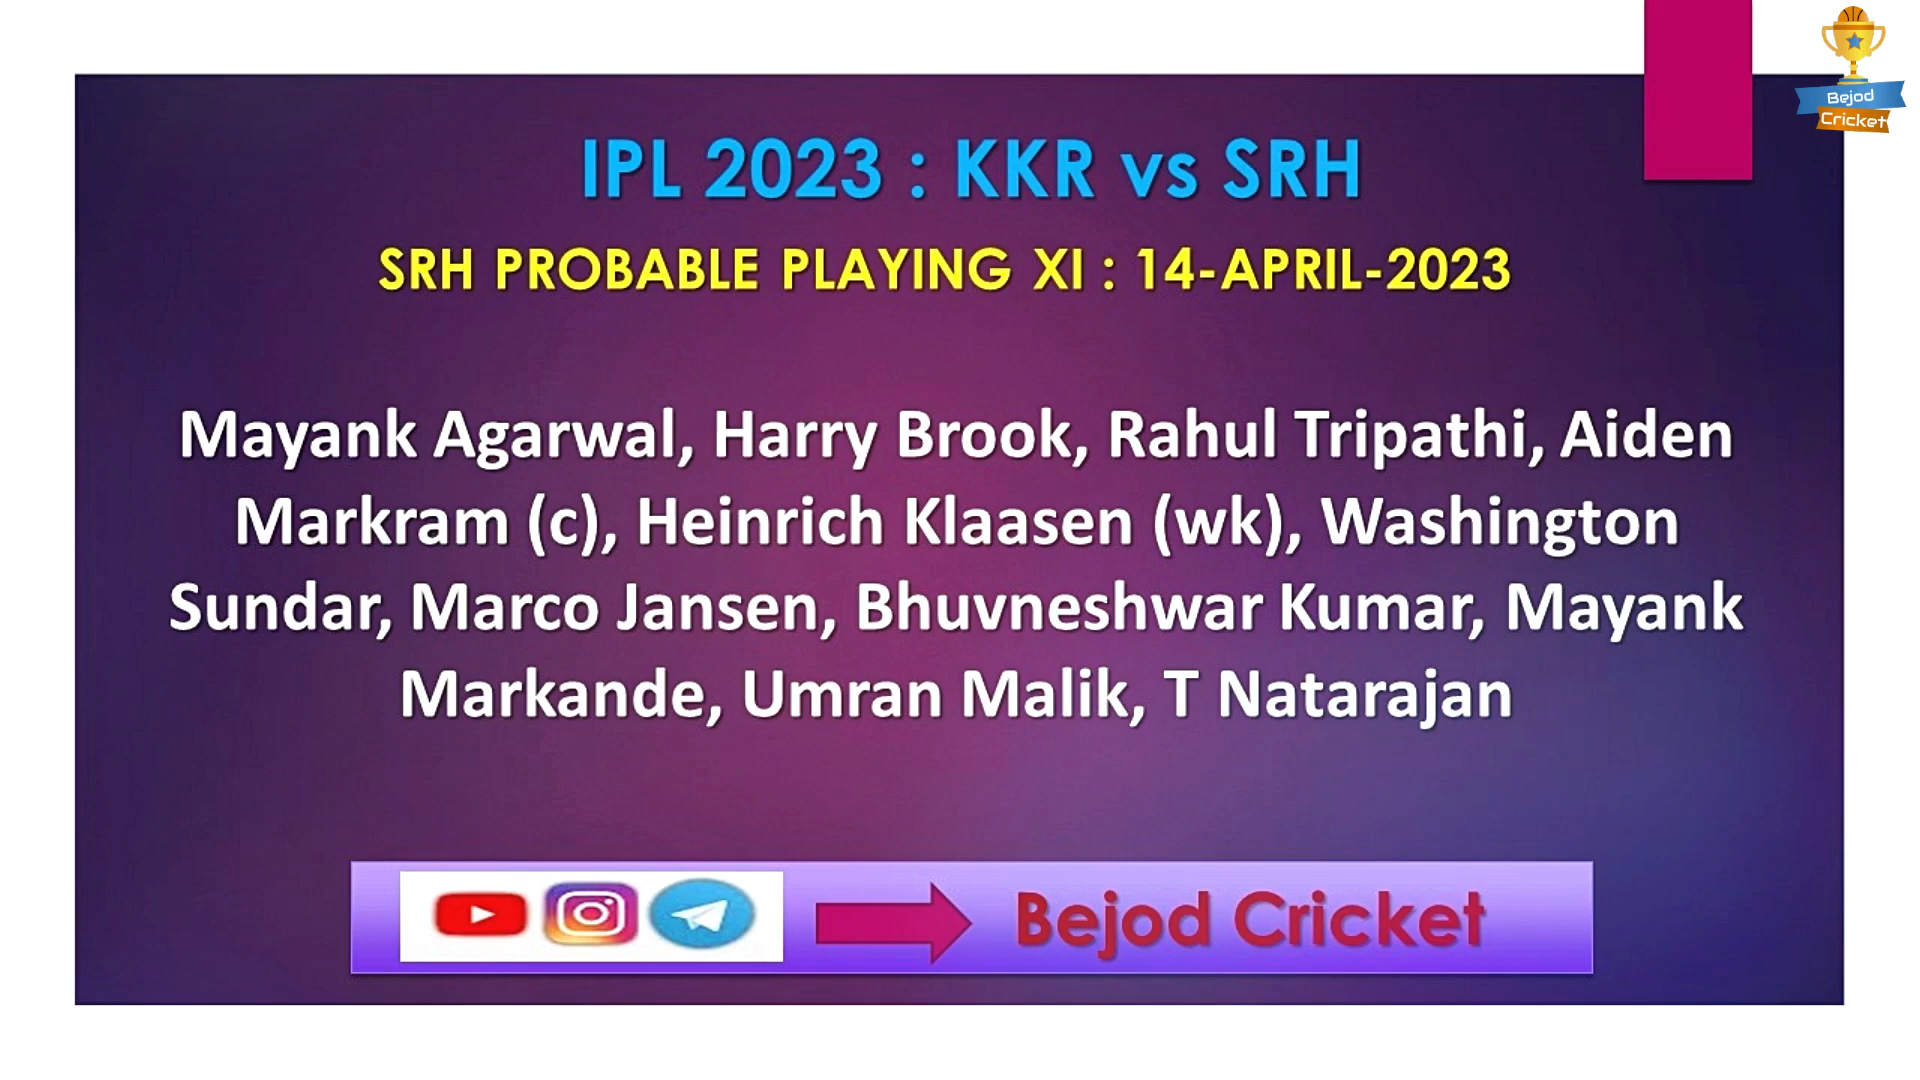 Bejod
Cricket
IPL 2023 : KKR vs SRH
SRH PROBABLE PLAYING XI : 14-APRIL-2023
Mayank Agarwal, Harry Brook, Rahul Tripathi, Aiden
Markram (c), Heinrich Klaasen (wk), Washington
Sundar, Marco Jansen, Bhuvneshwar Kumar, Mayank
Markande, Umran Malik, T Natarajan
Bejod Cricket